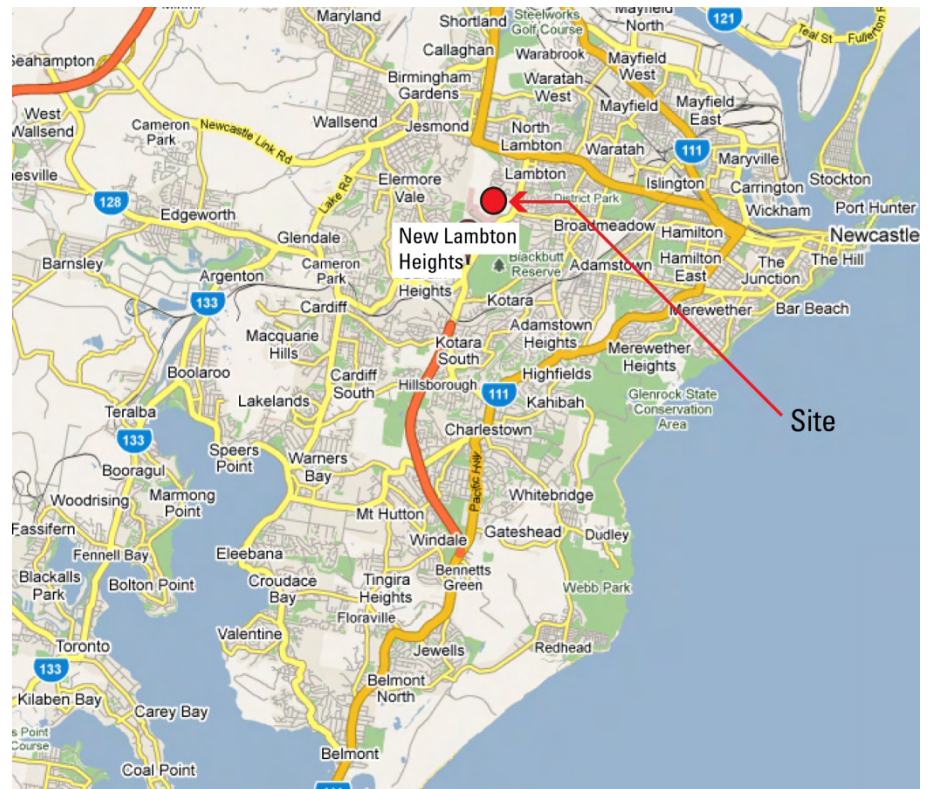 Maryland
Shortland
Steelworks
Golf Course
Mayfield
North
121
Teal St
Fullerton
Seahampton
Callaghan
Warabrook
Mayfield
West
Birmingham
Gardens
Waratah
West
West
Wallsend
Cameron
Park
Newcastle Link Rd
Wallsend
Jesmond
North
Lambton
Mayfield
Mayfield
East
111
Waratah
Maryville
Lambton
Islington
Carrington
Stockton
128
Edgeworth
Lake Rd
Elermore
Vale
District Park
Wickham
Port Hunter
Glendale
New Lambton
Heights
Broadmeadow
Hamilton
Newcastle
Barnsley
Argenton
Cameron
Park
Blackbutt
Reserve
Adamstown
Hamilton
East
The
Junction
The Hill
133
Cardiff
Heights
Kotara
Merewether
Bar Beach
Macquarie
Hills
Adamstown
Heights
Kotara
South
Merewether
Heights
Boolaroo
Cardiff
South
Hillsborough
111
Highfields
Kahibah
Glenrock State
Conservation
Area
Site
Teralba
Lakelands
133
Charlestown
Speers
Point
Warners
Bay
Booragul
Pacific Hwy
Woodrising
Marmong
Point
Whitebridge
Mt Hutton
Fassifern
Windale
Gateshead
Dudley
Fennell Bay
Eleebana
Bennetts
Green
Blackalls
Park
Bolton Point
Croudace
Bay
Tingira
Heights
Webb Park
Floraville
Valentine
Toronto
Jewells
Redhead
133
Belmont
North
Kilaben Bay
Carey Bay
s Point
Course
Belmont
Coal Point